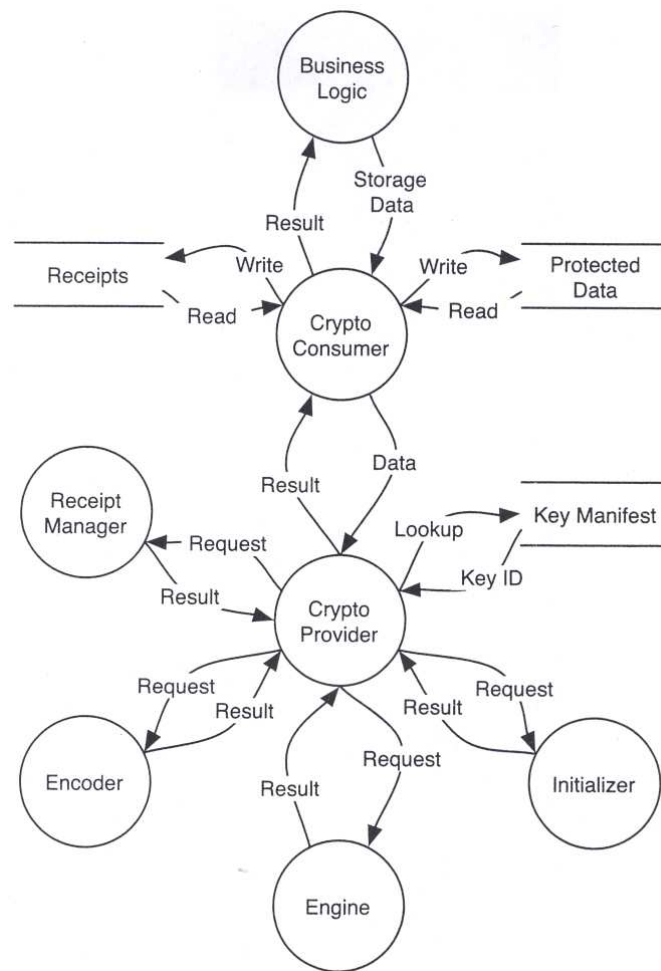 Business
Logic
Storage
Data
Result
Receipts
Write
Read
Write
Read
Protected
Data
Crypto
Consumer
Result
Data
Receipt
Manager
Request
Result
Lookup
Key ID
Key Manifest
Crypto
Provider
Request
Result
Result
Request
Encoder
Result
Request
Initializer
Engine